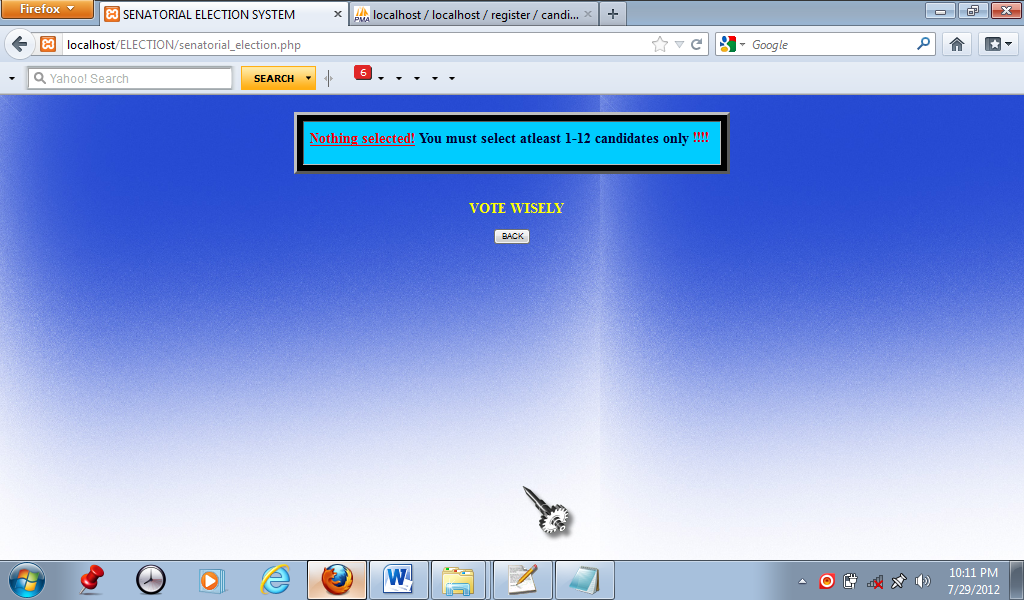 Firefox
SENATORIAL ELECTION SYSTEM
PMA
localhost / localhost / register / candi...
localhost/ELECTION/senatorial_election.php
Google
Yahoo! Search
SEARCH
6
Nothing selected! You must select atleast 1-12 candidates only !!!!
VOTE WISELY
BACK
W
10:11 PM
7/29/2012